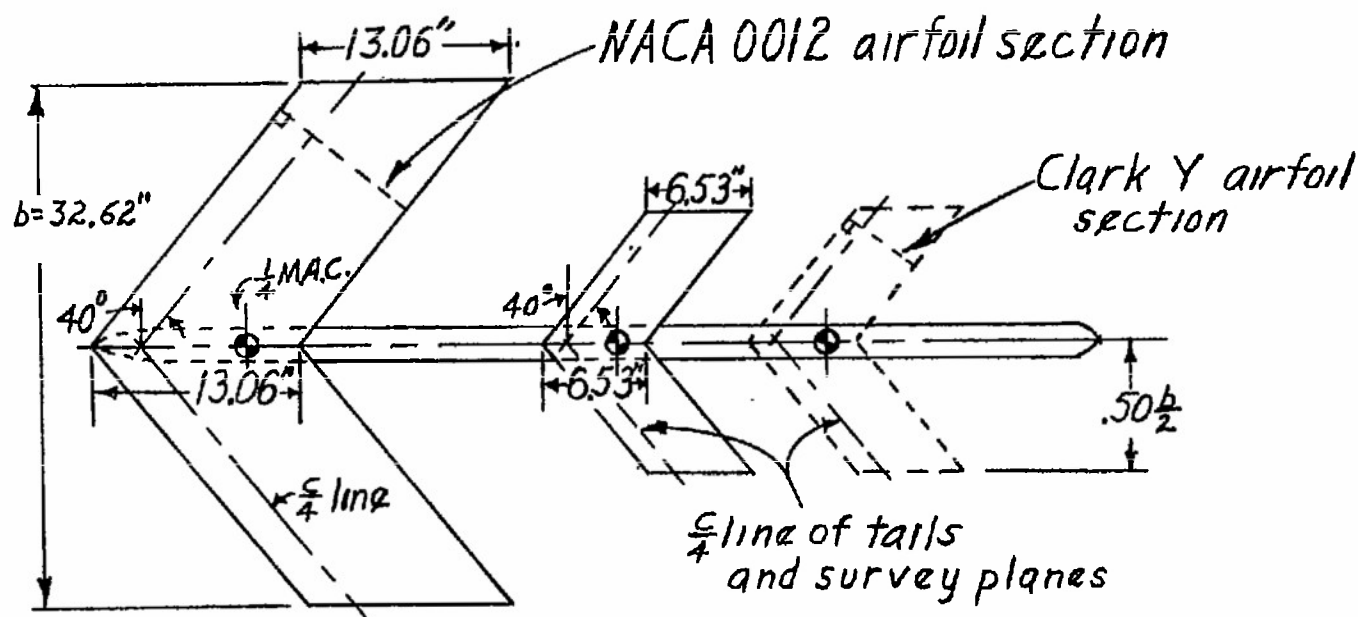 13.06"
NACA 0012 airfoil section
b=32.62"
Clark Y airfoil
section
6.53"
1/4 M.A.C.
40°
40°
13.06"
6.53"
.50 b/2
c/4 line
c/4 line of tails
and survey planes